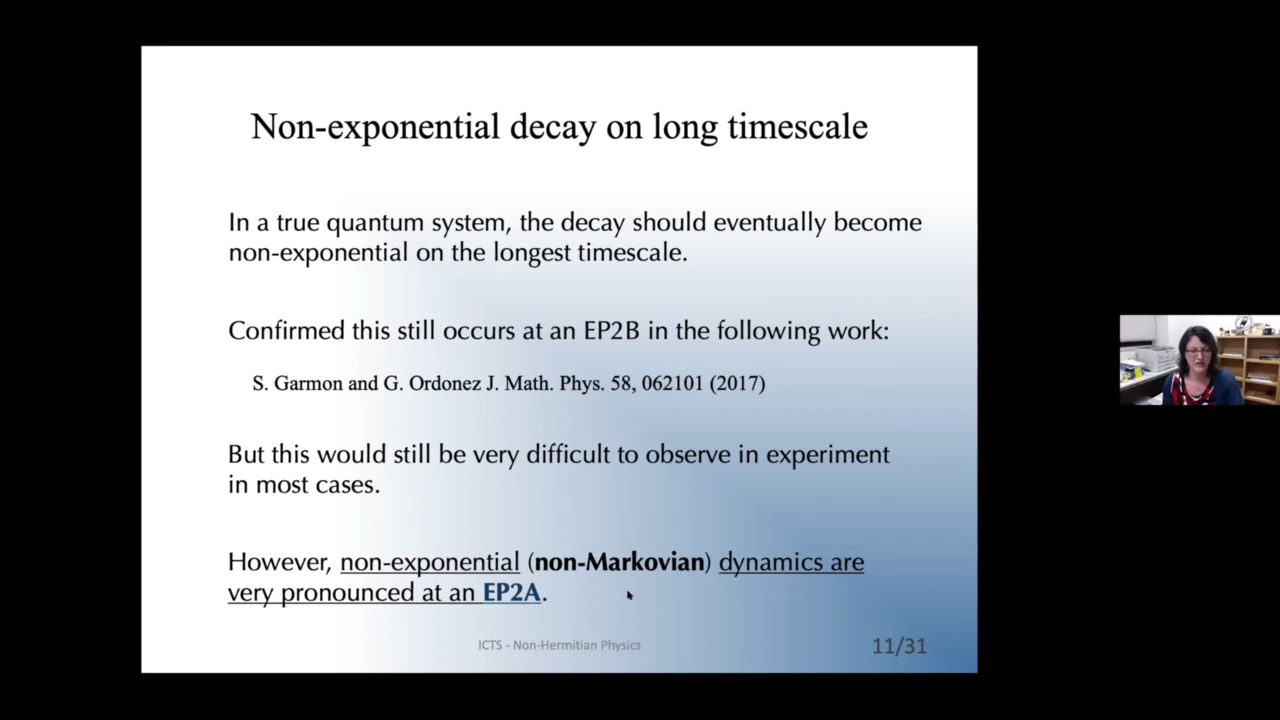 Non-exponential decay on long timescale
In a true quantum system, the decay should eventually become
non-exponential on the longest timescale.
Confirmed this still occurs at an EP2B in the following work:
S. Garmon and G. Ordonez J. Math. Phys. 58, 062101 (2017)
But this would still be very difficult to observe in experiment
in most cases.
However, non-exponential (non-Markovian) dynamics are
very pronounced at an EP2A.
ICTS - Non-Hermitian Physics
11/31